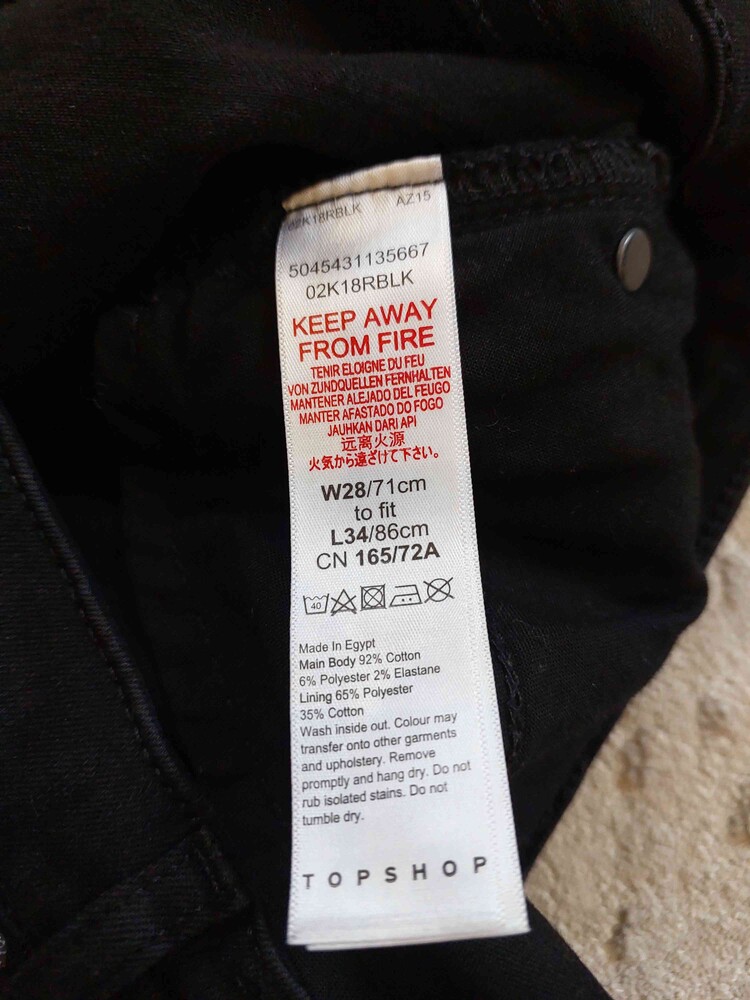 02K18RBLK AZ15
5045431135667
02K18RBLK
KEEP AWAY
FROM FIRE
TENIR ELOIGNE DU FEU
VON ZUNDQUELLEN FERNHALTEN
MANTENER ALEJADO DEL FEUGO
MANTER AFASTADO DO FOGO
JAUHKAN DARI API
远离火源
火気から遠ざけて下さい。
W28/71cm
to fit
L34/86cm
CN 165/72A
40
Made In Egypt
Main Body 92% Cotton
6% Polyester 2% Elastane
Lining 65% Polyester
35% Cotton
Wash inside out. Colour may
transfer onto other garments
and upholstery. Remove
promptly and hang dry. Do not
rub isolated stains. Do not
tumble dry.
TOPSHOP